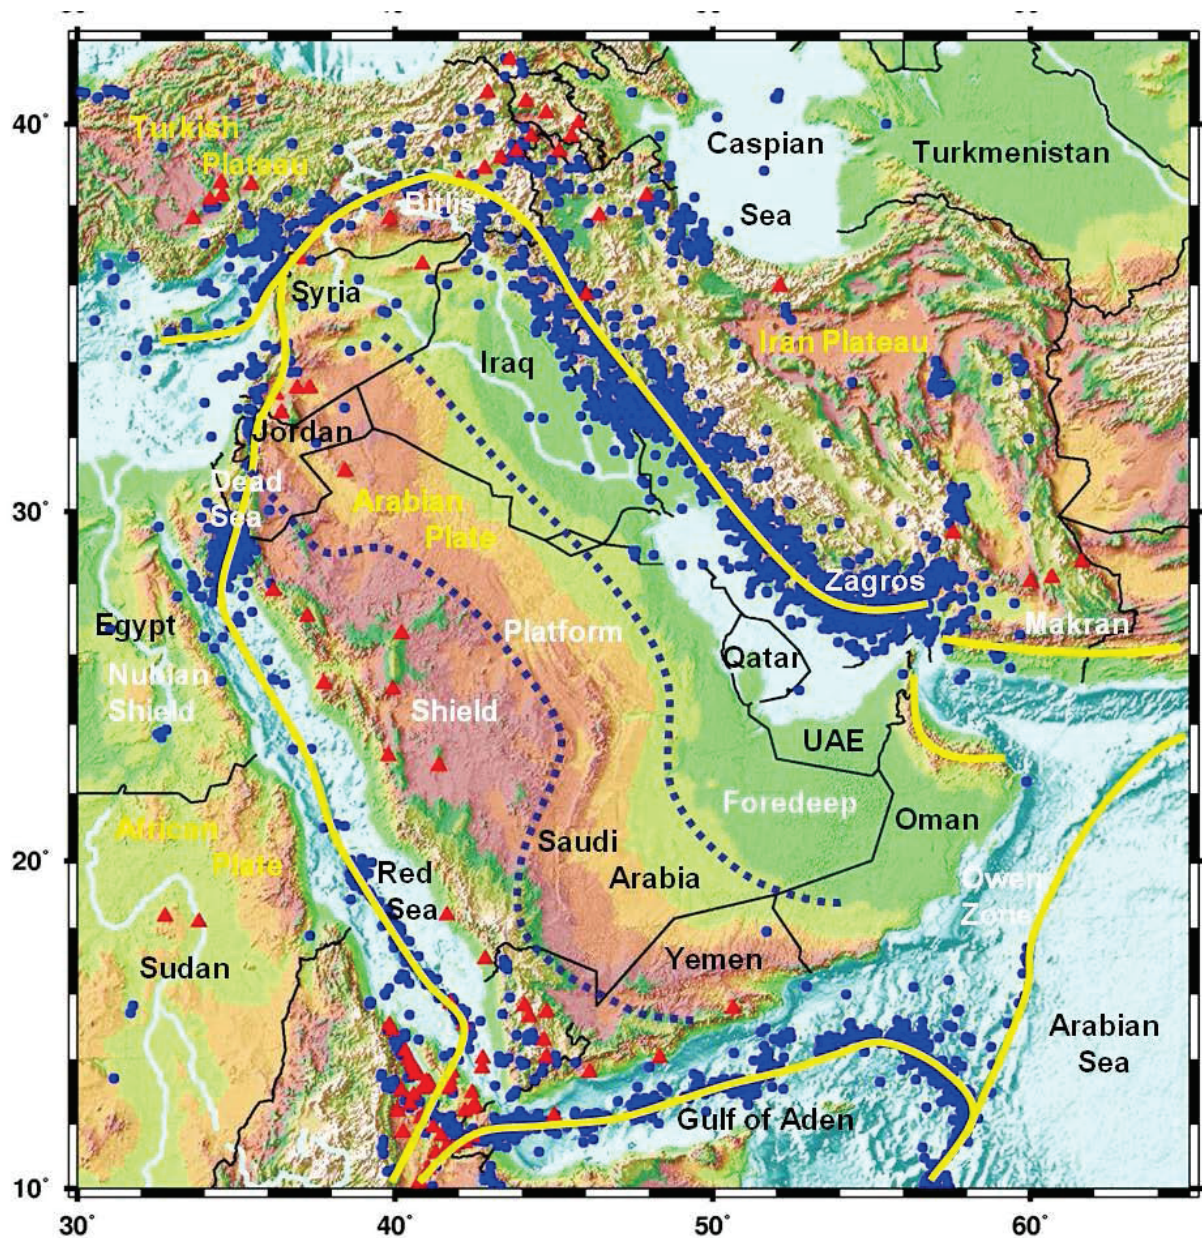 40°
Caspian
Sea
Turkmenistan
Turkish
Plateau
Bitlis
Syria
Iraq
Iran Plateau
Jordan
Dead
Sea
30°
Arabian
Plate
Zagros
Makran
Egypt
Nubian
Shield
Platform
Qatar
Shield
UAE
Foredeep
Oman
African
Plate
Saudi
Arabia
20°
Red
Sea
Owen
Zone
Sudan
Yemen
Arabian
Sea
Gulf of Aden
10°
30°
40°
50°
60°